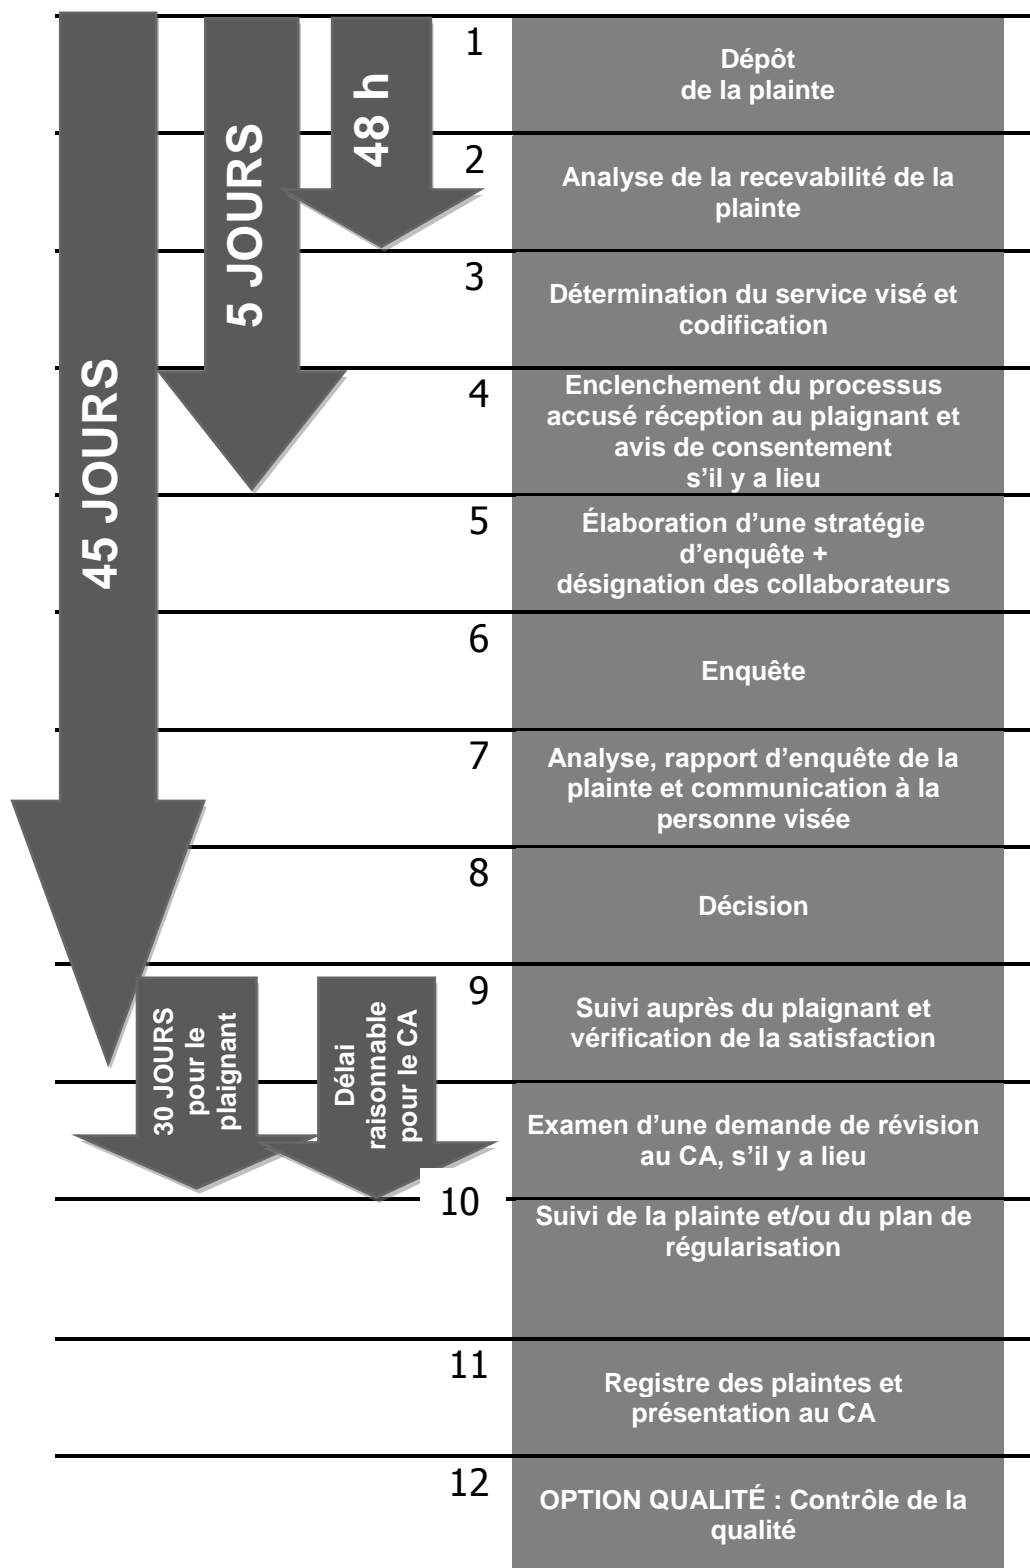 45 JOURS
5 JOURS
48 h
1
Dépôt
de la plainte
2
Analyse de la recevabilité de la
plainte
3
Détermination du service visé et
codification
4
Enclenchement du processus
accusé réception au plaignant et
avis de consentement
s’il y a lieu
5
Élaboration d’une stratégie
d’enquête +
désignation des collaborateurs
6
Enquête
7
Analyse, rapport d’enquête de la
plainte et communication à la
personne visée
8
Décision
9
Suivi auprès du plaignant et
vérification de la satisfaction
30 JOURS
pour le
plaignant
Délai
raisonnable
pour le CA
Examen d’une demande de révision
au CA, s’il y a lieu
10
Suivi de la plainte et/ou du plan de
régularisation
11
Registre des plaintes et
présentation au CA
12
OPTION QUALITÉ : Contrôle de la
qualité